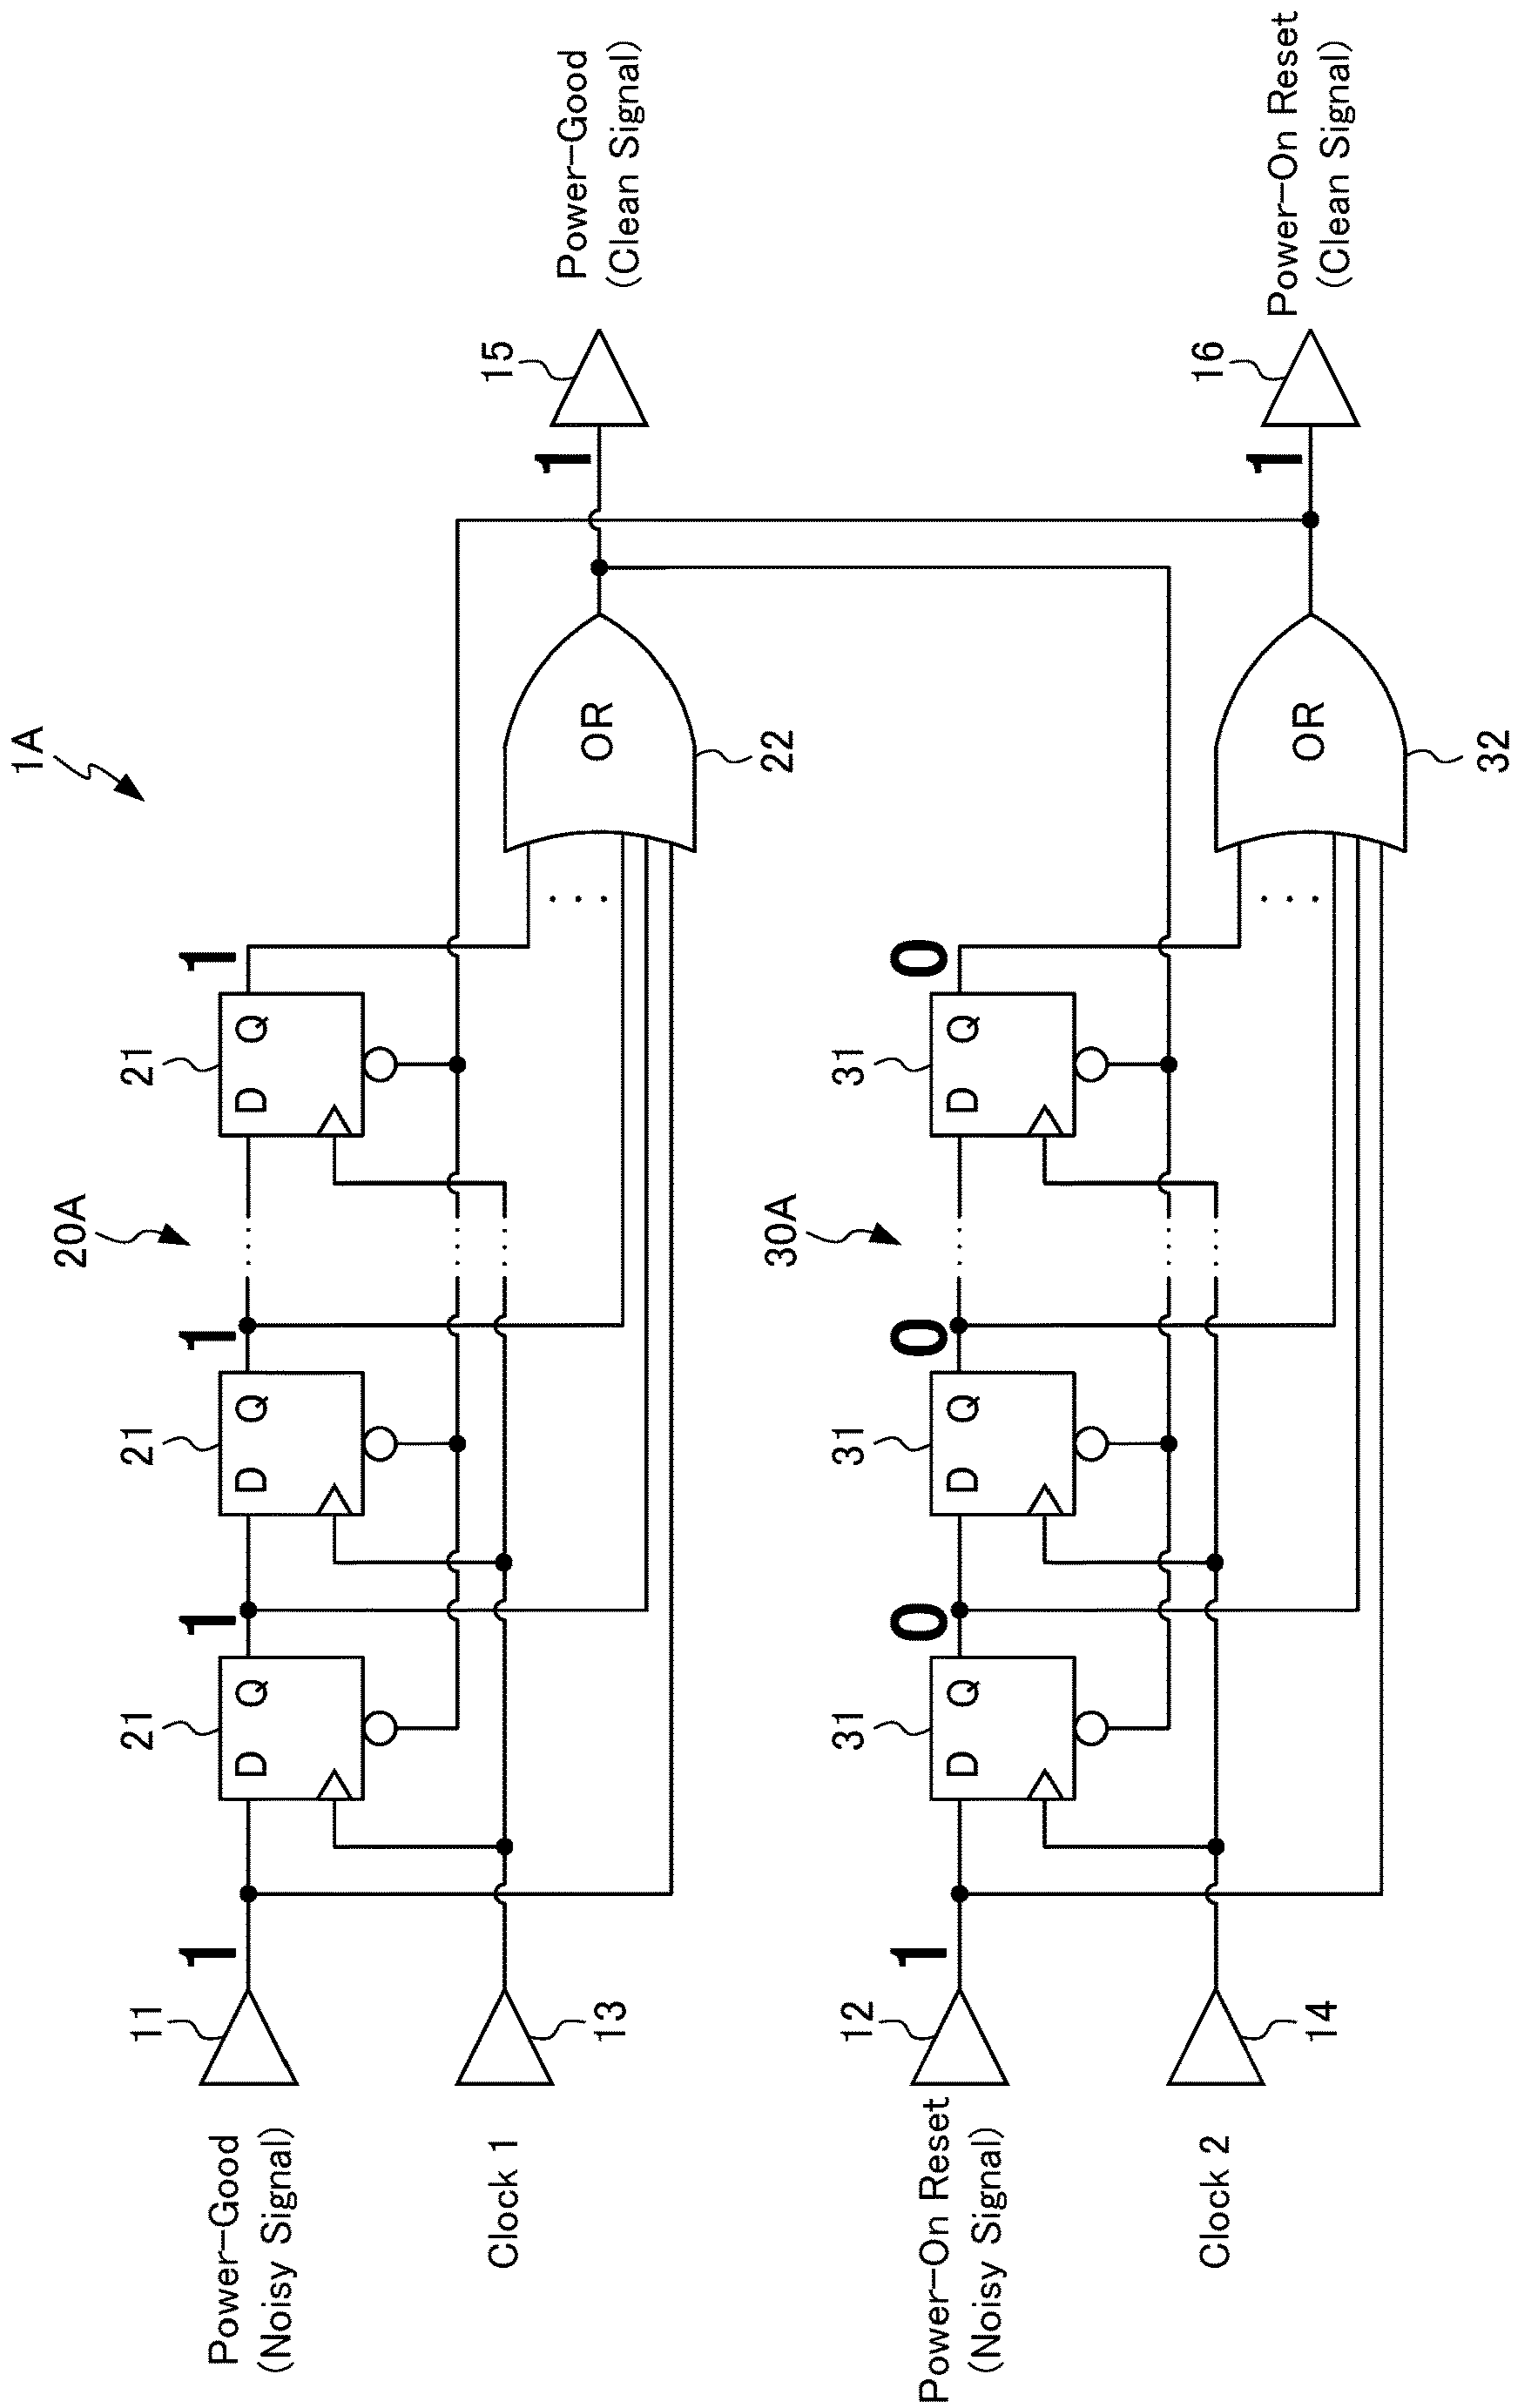 1A
20A
Power-Good
(Noisy Signal)
11
1
21
D Q
1
21
D Q
1
21
D Q
1
Clock 1
13
OR
22
1
15
Power-Good
(Clean Signal)
30A
Power-On Reset
(Noisy Signal)
12
1
31
D Q
0
31
D Q
0
31
D Q
0
Clock 2
14
OR
32
1
16
Power-On Reset
(Clean Signal)